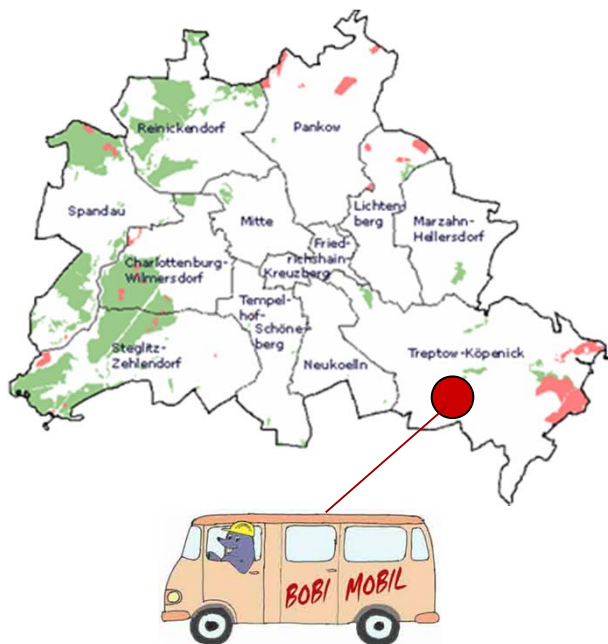 Reinickendorf
Pankow
Spandau
Mitte
Lichten-
berg
Marzahn-
Hellersdorf
Charlottenburg-
Wilmersdorf
Fried-
richshain-
Kreuzberg
Tempel-
hof-
Schöne-
berg
Steglitz-
Zehlendorf
Neukoelln
Treptow-Köpenick
BOBI MOBIL